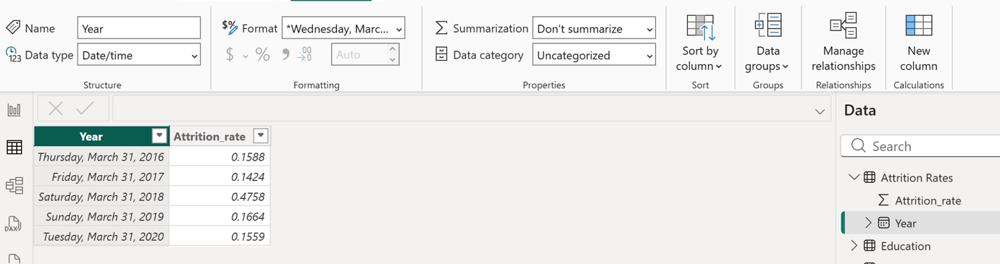 Name Year
Format *Wednesday, Marc...
Summarization Don't summarize
123 Data type Date/time
$ % , .00 →0 Auto
Data category Uncategorized
Sort by column
Data groups
Manage relationships
New column
Structure
Formatting
Properties
Sort
Groups
Relationships
Calculations
Year Attrition_rate
Thursday, March 31, 2016 0.1588
Friday, March 31, 2017 0.1424
Saturday, March 31, 2018 0.4758
Sunday, March 31, 2019 0.1664
Tuesday, March 31, 2020 0.1559
DAX
Data
Search
Attrition Rates
Attrition_rate
Year
Education